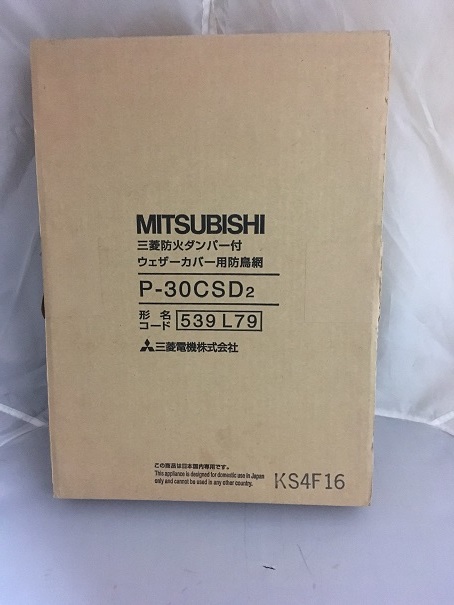 MITSUBISHI
三菱防火ダンパー付
ウェザーカバー用防鳥網
P-30CSD2
形名コード 539 L79
三菱電機株式会社
この商品は日本国内専用です。
This appliance is designed for domestic use in Japan
only and cannot be used in any other country.
KS4F16